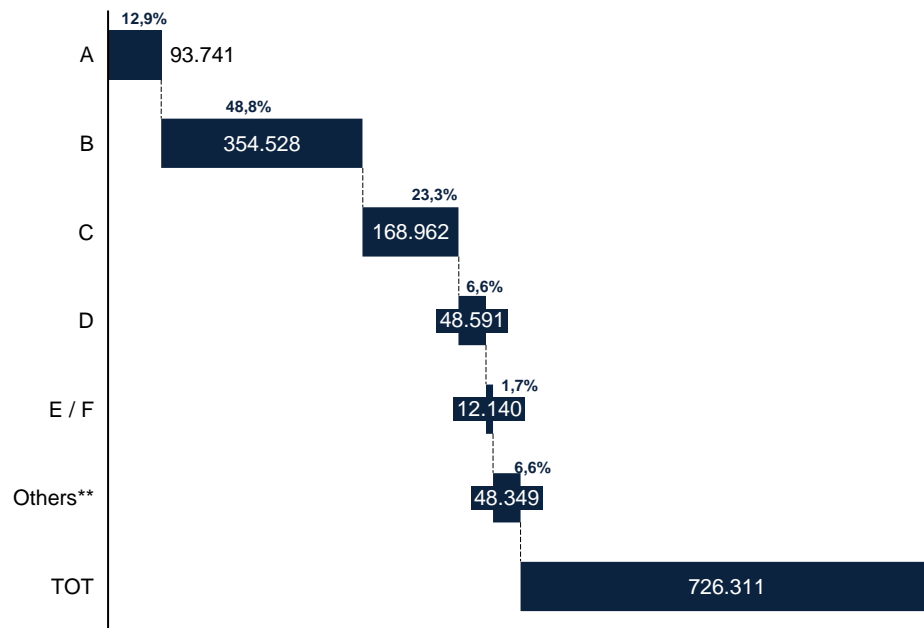 12,9%
A 93.741
48,8%
B 354.528
23,3%
C 168.962
6,6%
D 48.591
1,7%
E / F 12.140
6,6%
Others** 48.349
TOT 726.311